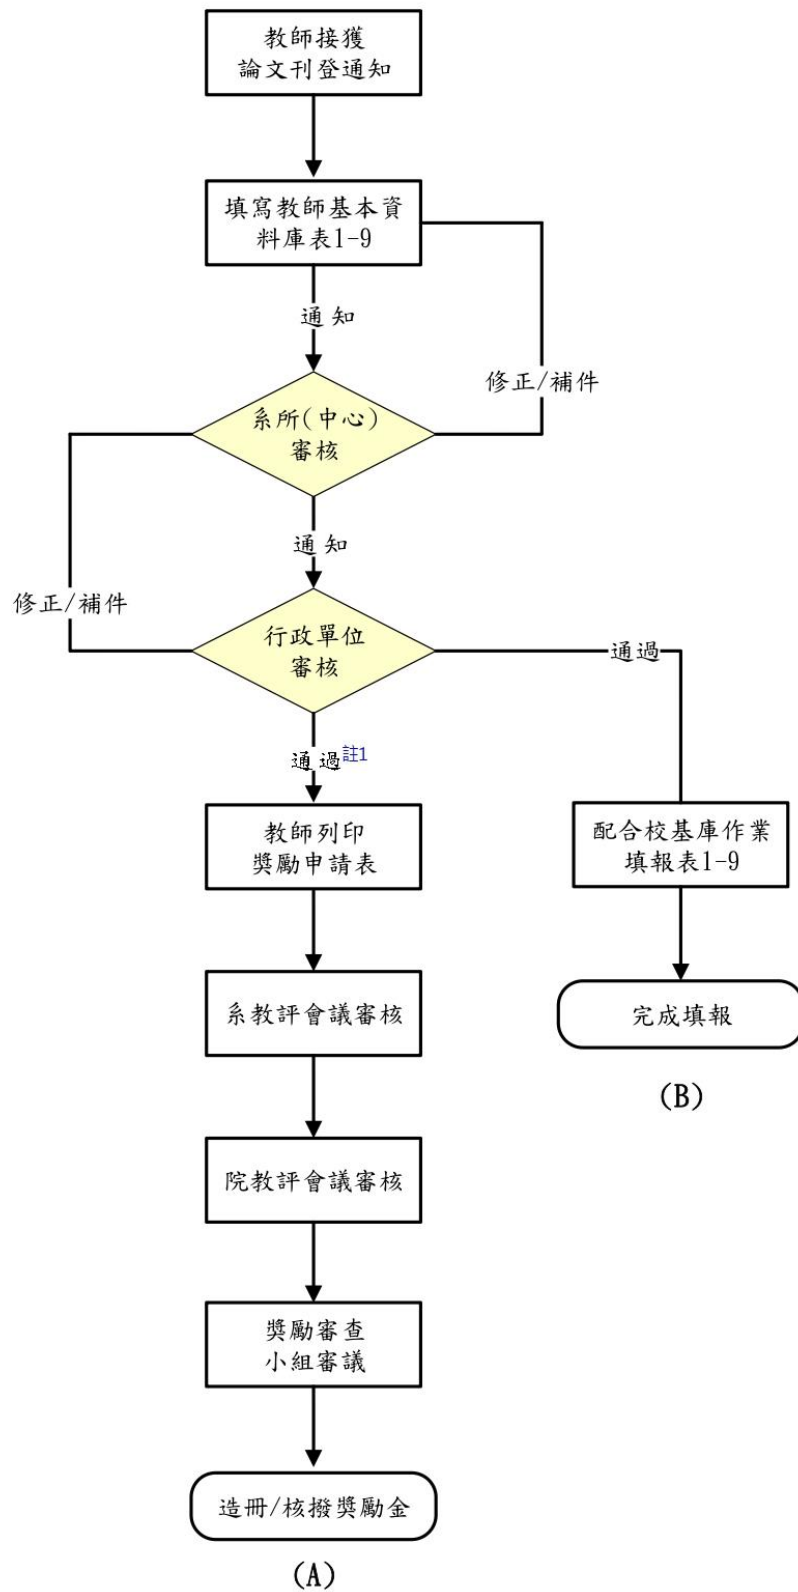 教師接獲
論文刊登通知
填寫教師基本資
料庫表1-9
通知
修正/補件
系所(中心)
審核
通知
修正/補件
行政單位
審核
通過
通過註1
教師列印
獎勵申請表
配合校基庫作業
填報表1-9
系教評會議審核
完成填報
(B)
院教評會議審核
獎勵審查
小組審議
造冊/核撥獎勵金
(A)